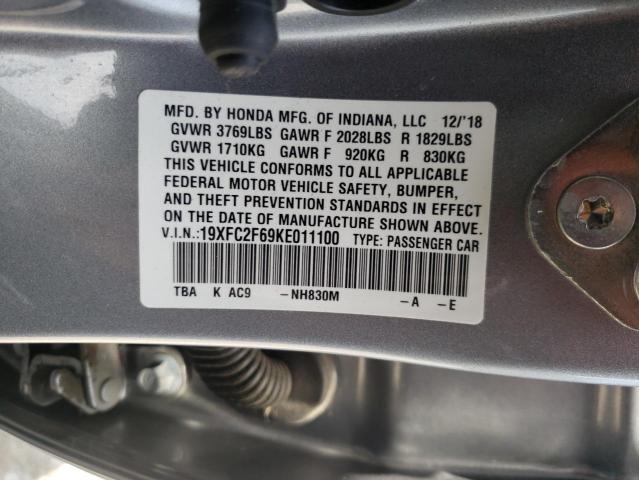 MFD. BY HONDA MFG. OF INDIANA, LLC 12/'18
GVWR 3769LBS GAWR F 2028LBS R 1829LBS
GVWR 1710KG GAWR F 920KG R 830KG
THIS VEHICLE CONFORMS TO ALL APPLICABLE
FEDERAL MOTOR VEHICLE SAFETY, BUMPER,
AND THEFT PREVENTION STANDARDS IN EFFECT
ON THE DATE OF MANUFACTURE SHOWN ABOVE.
V.I.N.:19XFC2F69KE011100 TYPE: PASSENGER CAR
TBA K AC9 -NH830M -A -E